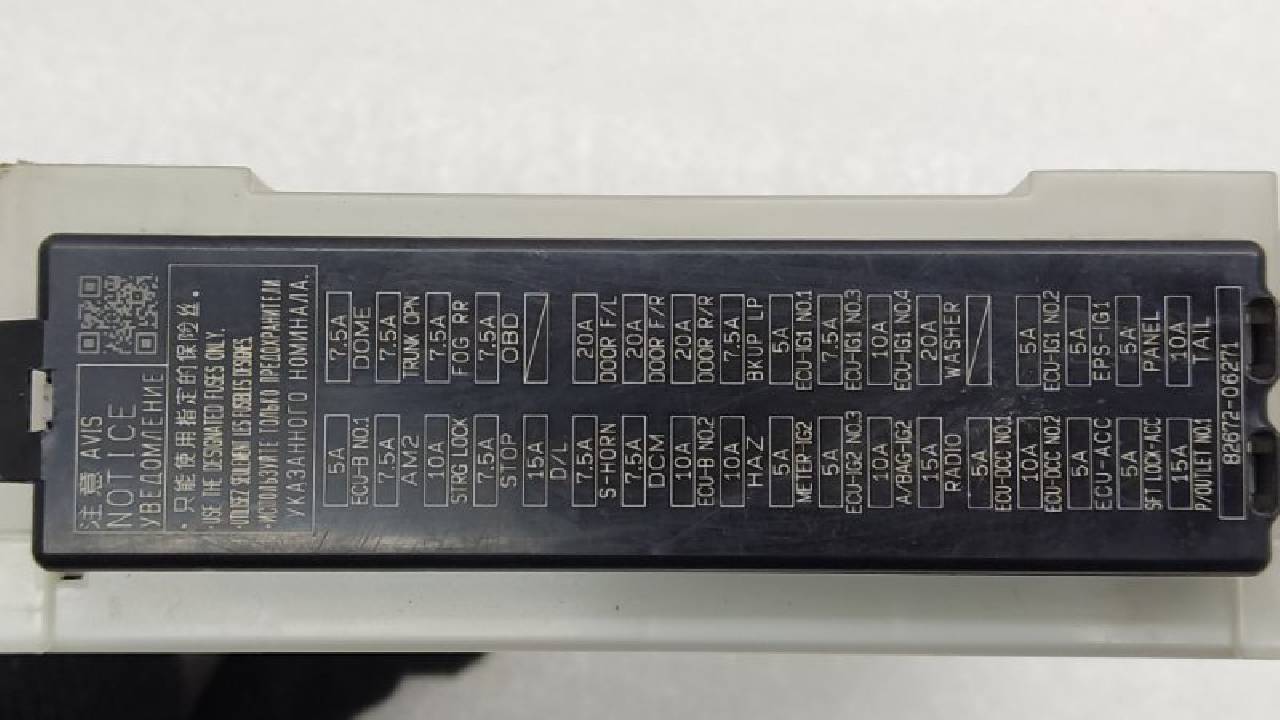 注意 AVIS
NOTICE
УВЕДОМЛЕНИЕ
・只能使用指定的保险丝。
・USE THE DESIGNATED FUSES ONLY.
・UTILISEZ SEULEMENT LES FUSIBLES DESIGNES.
・ИСПОЛЬЗУЙТЕ ТОЛЬКО ПРЕДОХРАНИТЕЛИ
УКАЗАННОГО НОМИНАЛА.
5A 7.5A
ECU-B NO.1 DOME
7.5A 7.5A
AM2 TRUNK OPN
10A 7.5A
STRG LOCK FOG RR
7.5A 7.5A
STOP OBD
15A
D/L
7.5A 20A
S-HORN DOOR F/L
7.5A 20A
DCM DOOR F/R
10A 20A
ECU-B NO.2 DOOR R/R
10A 7.5A
HAZ BKUP LP
5A 5A
METER IG2 ECU-IG1 NO.1
5A 7.5A
ECU-IG2 NO.3 ECU-IG1 NO.3
10A 10A
A/BAG-IG2 ECU-IG1 NO.4
15A 20A
RADIO WASHER
5A
ECU-DCC NO.1
10A 5A
ECU-DCC NO.2 ECU-IG1 NO.2
5A 5A
ECU-ACC EPS-IG1
5A 5A
SFT LOCK-ACC PANEL
15A 10A
P/OUTLET NO.1 TAIL
82672-06271